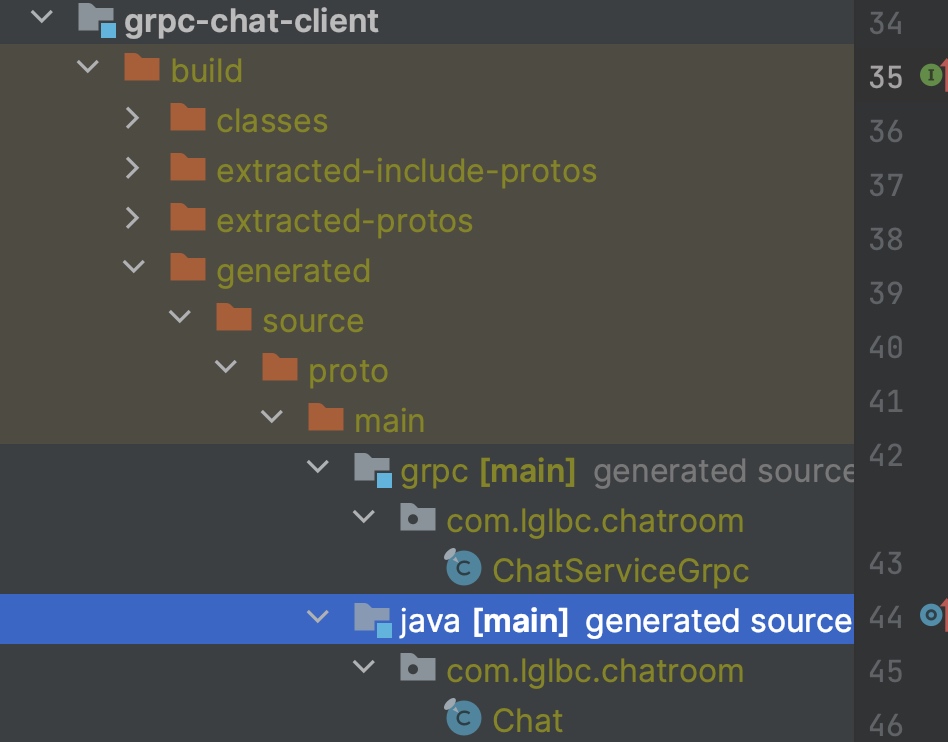 grpc-chat-client
build
classes
extracted-include-protos
extracted-protos
generated
source
proto
main
grpc [main] generated source
com.lglbc.chatroom
ChatServiceGrpc
java [main] generated source
com.lglbc.chatroom
Chat
34
35
36
37
38
39
40
41
42
43
44
45
46